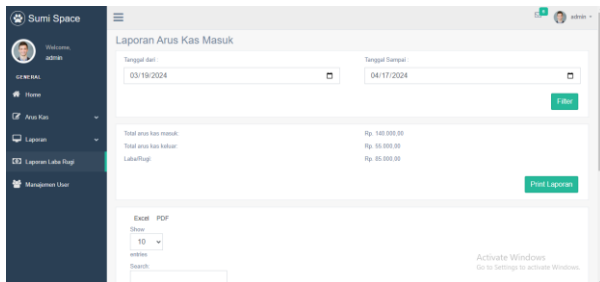 Sumi Space
admin
Welcome,
admin
GENERAL
Home
Arus Kas
Laporan
Laporan Laba Rugi
Manajemen User
Laporan Arus Kas Masuk
Tanggal dari :
Tanggal Sampai :
03/19/2024
04/17/2024
Filter
Total arus kas masuk:
Rp. 140.000,00
Total arus kas keluar:
Rp. 55.000,00
Laba/Rugi:
Rp. 85.000,00
Print Laporan
Excel PDF
Show
10
entries
Search:
Activate Windows
Go to Settings to activate Windows.